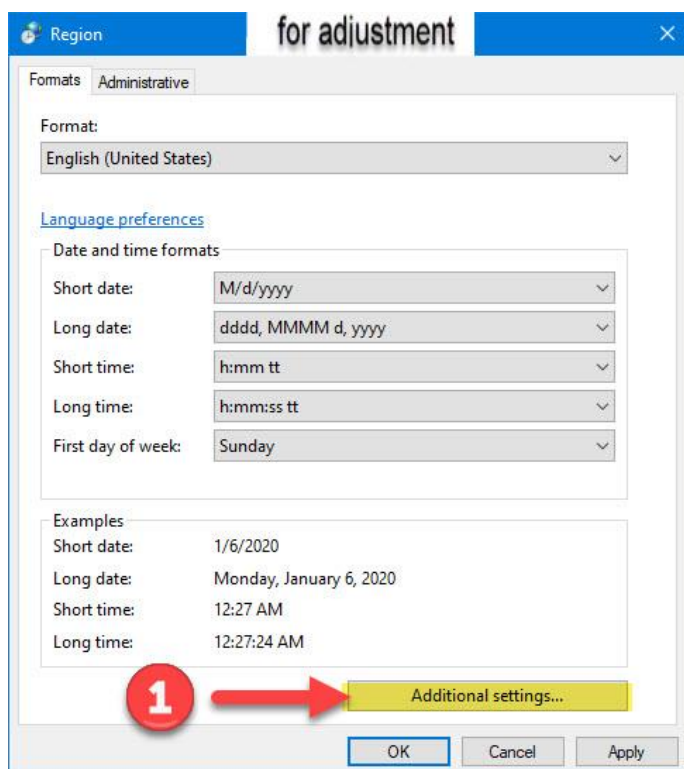 Region
for adjustment
Formats
Administrative
Format:
English (United States)
Language preferences
Date and time formats
Short date: M/d/yyyy
Long date: dddd, MMMM d, yyyy
Short time: h:mm tt
Long time: h:mm:ss tt
First day of week: Sunday
Examples
Short date: 1/6/2020
Long date: Monday, January 6, 2020
Short time: 12:27 AM
Long time: 12:27:24 AM
1
Additional settings...
OK
Cancel
Apply